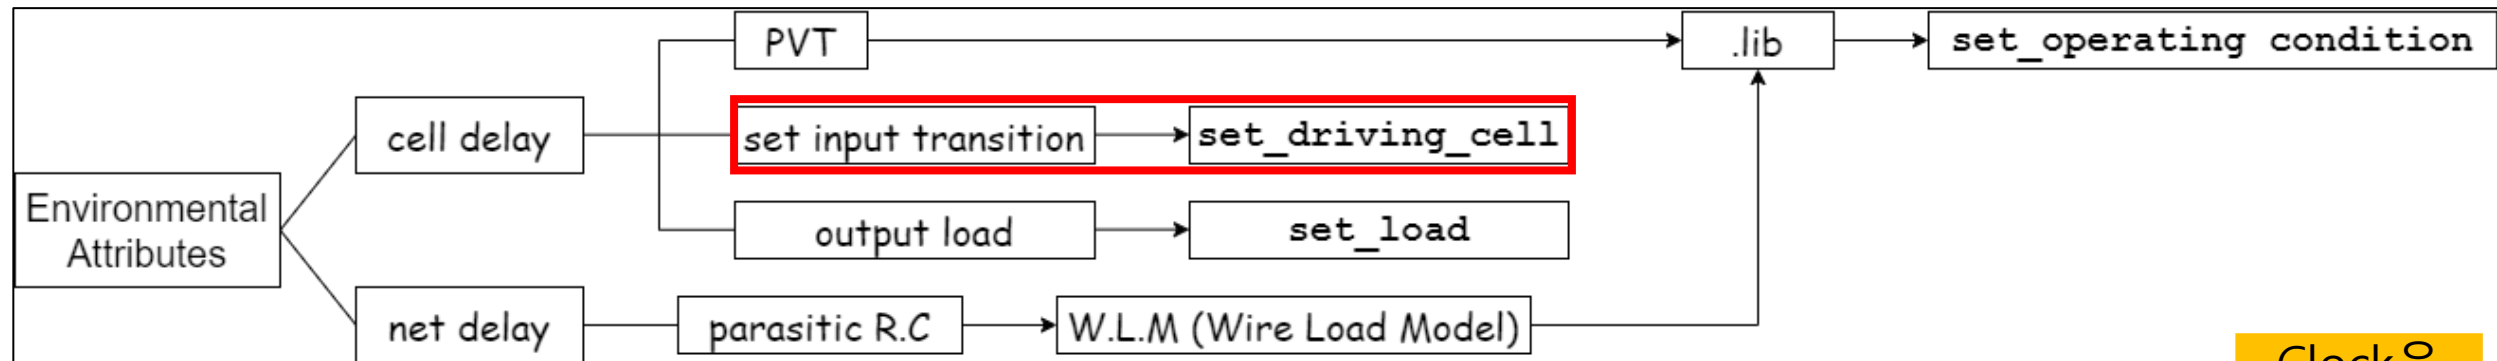 PVT
.lib
set_operating condition
cell delay
set input transition
set_driving_cell
Environmental
Attributes
output load
set_load
net delay
parasitic R.C
W.L.M (Wire Load Model)